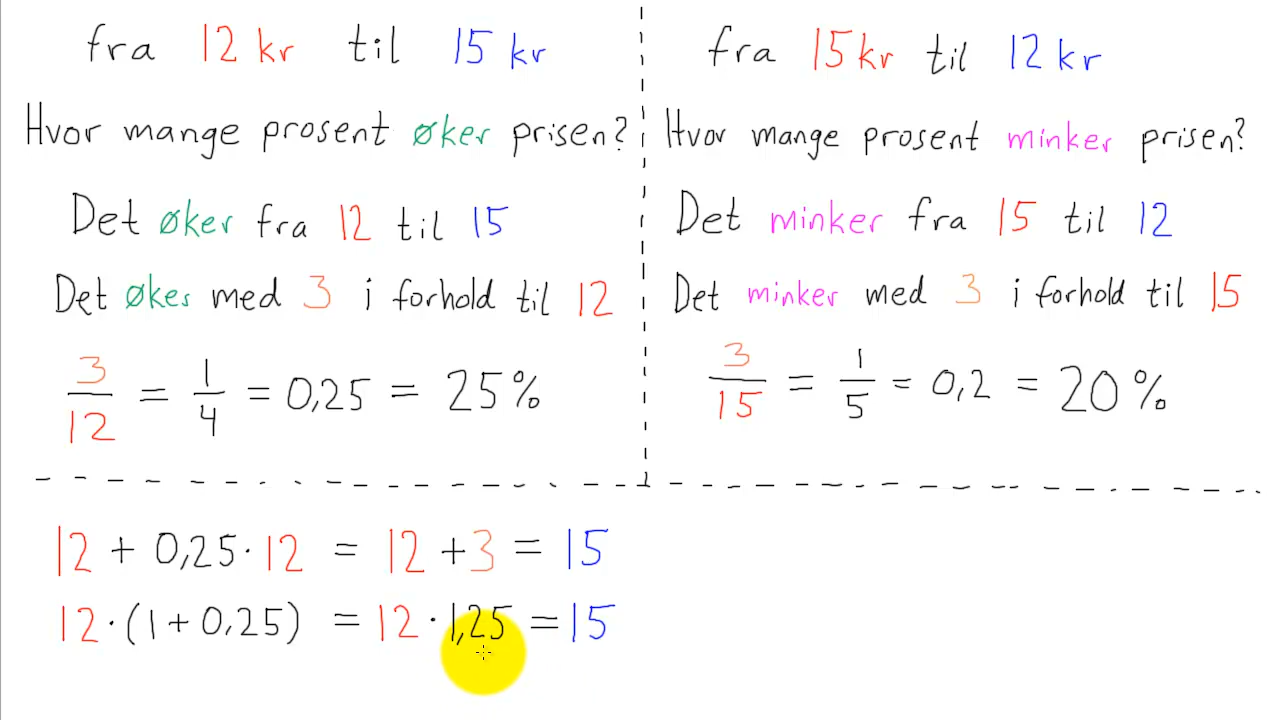 fra 12 kr til 15 kr
Hvor mange prosent øker prisen?
Det øker fra 12 til 15
Det økes med 3 i forhold til 12
3/12 = 1/4 = 0,25 = 25%
fra 15 kr til 12 kr
Hvor mange prosent minker prisen?
Det minker fra 15 til 12
Det minker med 3 i forhold til 15
3/15 = 1/5 = 0,2 = 20%
12 + 0,25 · 12 = 12 + 3 = 15
12 · (1 + 0,25) = 12 · 1,25 = 15